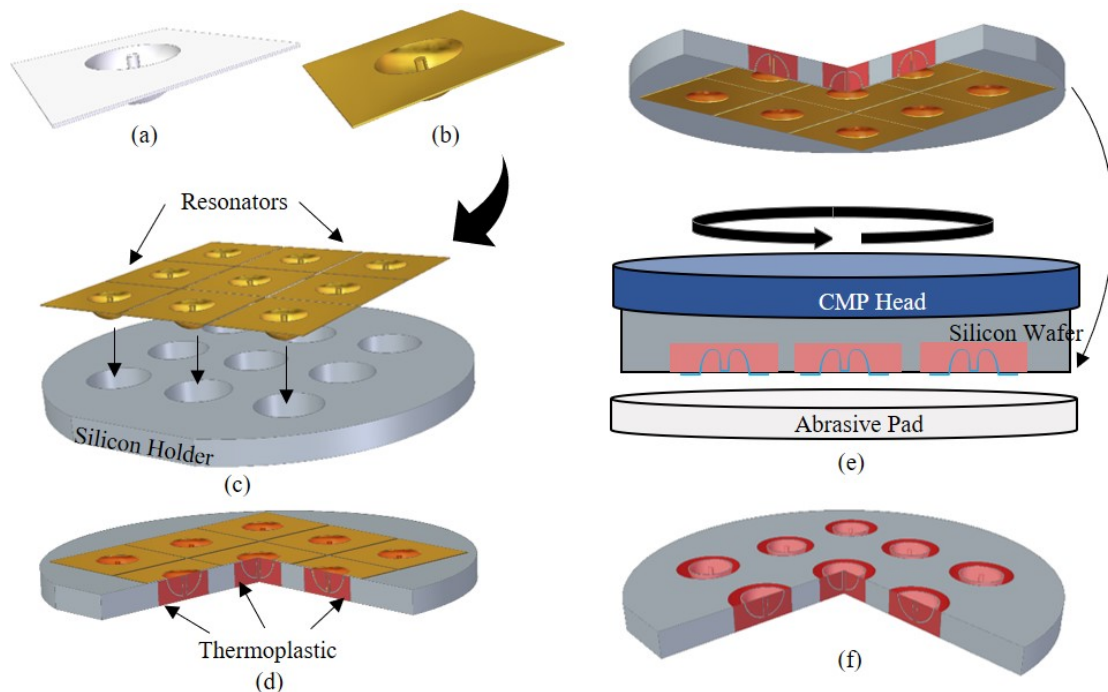 (a)
(b)
Resonators
Silicon Holder
(c)
Thermoplastic
(d)
CMP Head
Silicon Wafer
Abrasive Pad
(e)
(f)